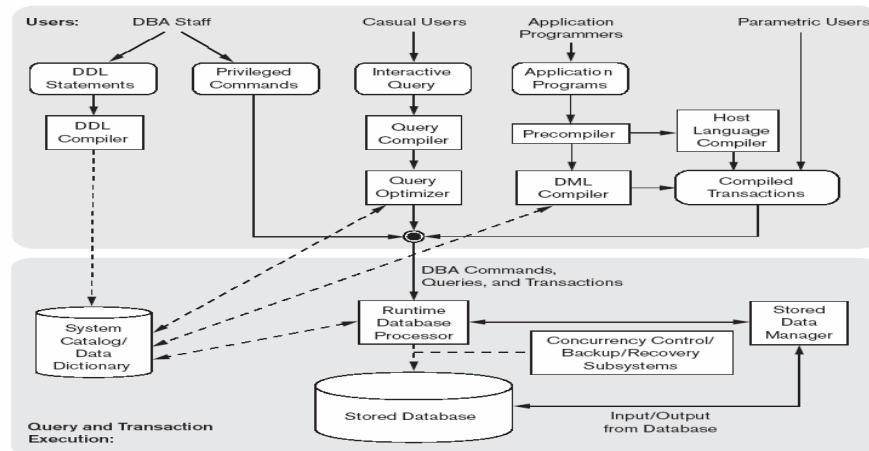 Users:
DBA Staff
Casual Users
Application
Programmers
Parametric Users
DDL
Statements
Privileged
Commands
Interactive
Query
Application
Programs
DDL
Compiler
Query
Compiler
Precompiler
Host
Language
Compiler
Query
Optimizer
DML
Compiler
Compiled
Transactions
DBA Commands,
Queries, and Transactions
System
Catalog/
Data
Dictionary
Runtime
Database
Processor
Stored
Data
Manager
Concurrency Control/
Backup/Recovery
Subsystems
Stored Database
Input/Output
from Database
Query and Transaction
Execution: